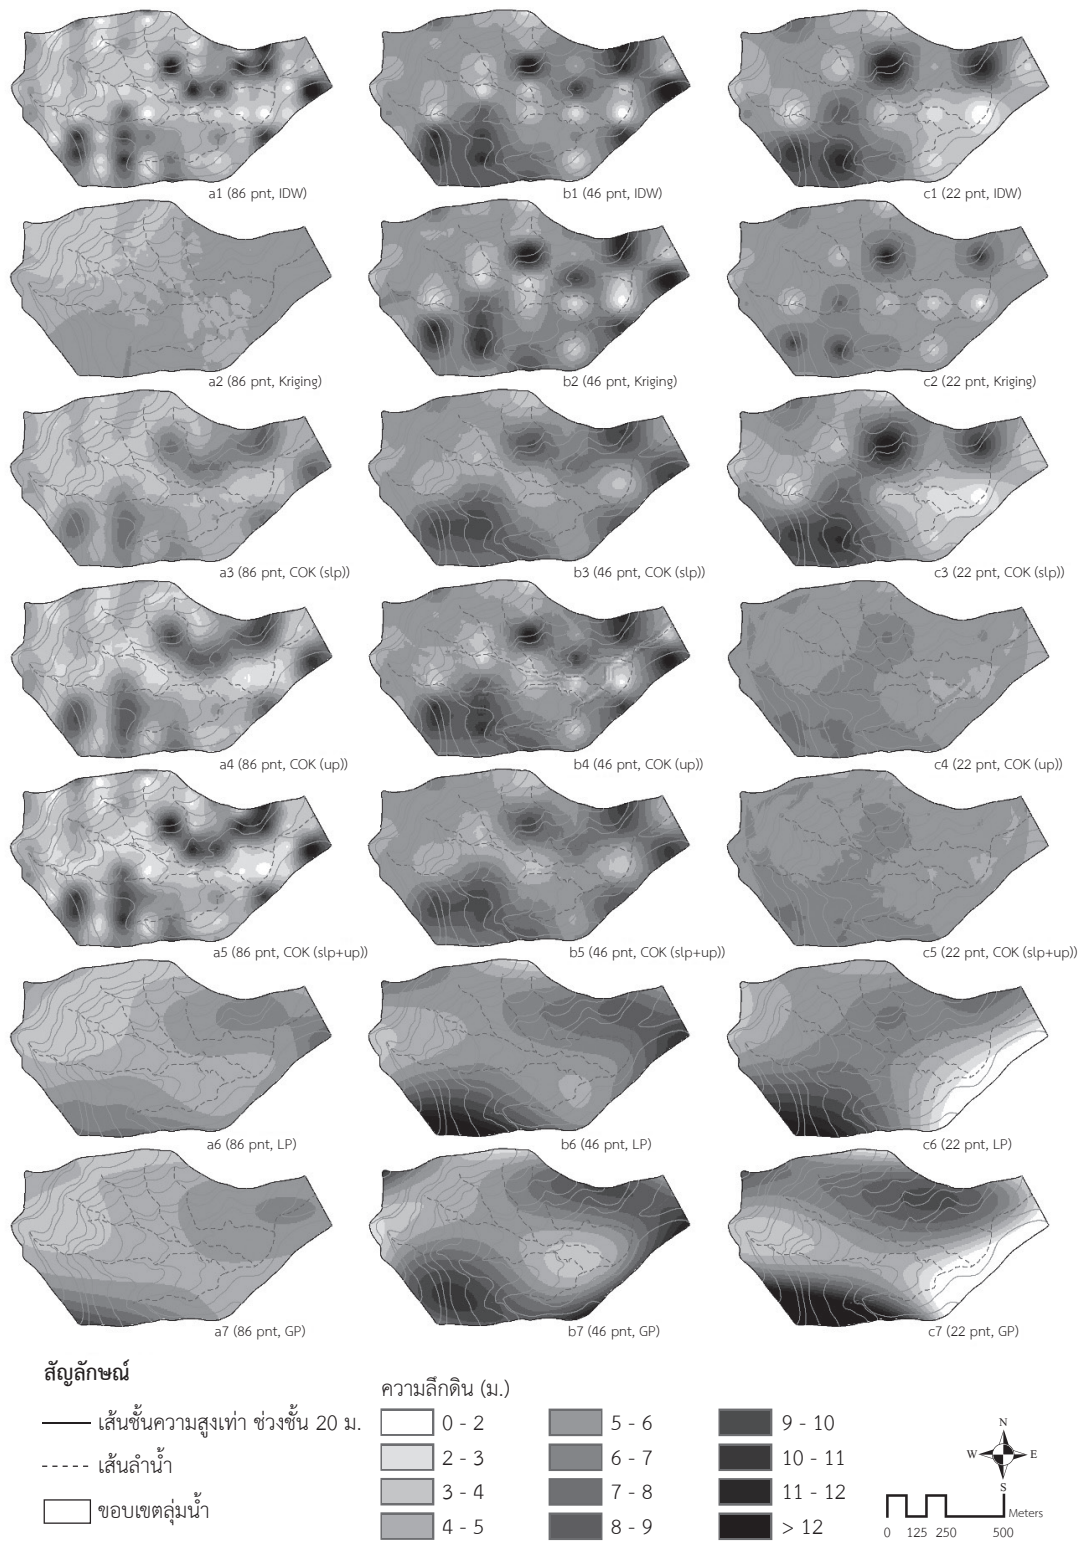 a1 (86 pnt, IDW)
b1 (46 pnt, IDW)
c1 (22 pnt, IDW)
a2 (86 pnt, Kriging)
b2 (46 pnt, Kriging)
c2 (22 pnt, Kriging)
a3 (86 pnt, COK (slp))
b3 (46 pnt, COK (slp))
c3 (22 pnt, COK (slp))
a4 (86 pnt, COK (up))
b4 (46 pnt, COK (up))
c4 (22 pnt, COK (up))
a5 (86 pnt, COK (slp+up))
b5 (46 pnt, COK (slp+up))
c5 (22 pnt, COK (slp+up))
a6 (86 pnt, LP)
b6 (46 pnt, LP)
c6 (22 pnt, LP)
a7 (86 pnt, GP)
b7 (46 pnt, GP)
c7 (22 pnt, GP)
สัญลักษณ์
เส้นชั้นความสูงเท่า ช่วงชั้น 20 ม.
เส้นลำน้ำ
ขอบเขตลุ่มน้ำ
ความลึกดิน (ม.)
0 - 2
2 - 3
3 - 4
4 - 5
5 - 6
6 - 7
7 - 8
8 - 9
9 - 10
10 - 11
11 - 12
> 12
N
W E
S
Meters
0 125 250 500